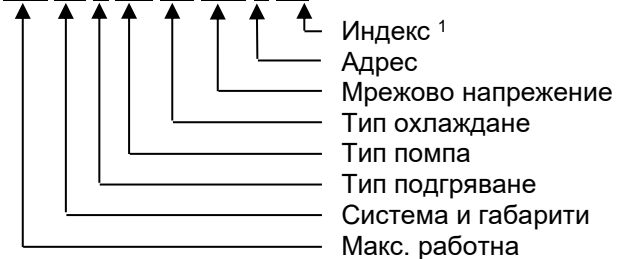 Индекс ¹
Адрес
Мрежово напрежение
Тип охлаждане
Тип помпа
Тип подгряване
Система и габарити
Макс. работна